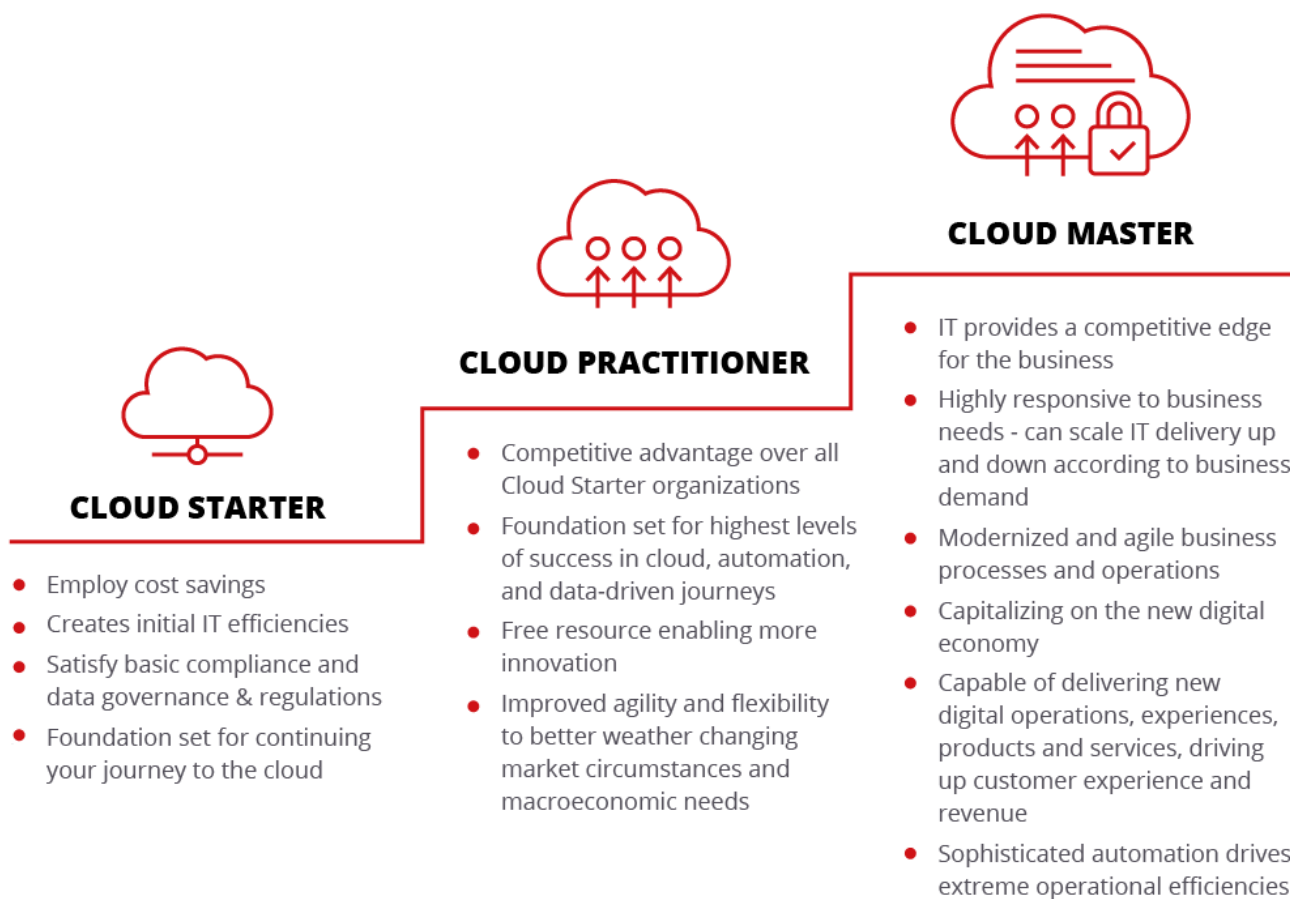 CLOUD STARTER
Employ cost savings
Creates initial IT efficiencies
Satisfy basic compliance and
data governance & regulations
Foundation set for continuing
your journey to the cloud
CLOUD PRACTITIONER
Competitive advantage over all
Cloud Starter organizations
Foundation set for highest levels
of success in cloud, automation,
and data-driven journeys
Free resource enabling more
innovation
Improved agility and flexibility
to better weather changing
market circumstances and
macroeconomic needs
CLOUD MASTER
IT provides a competitive edge
for the business
Highly responsive to business
needs - can scale IT delivery up
and down according to business
demand
Modernized and agile business
processes and operations
Capitalizing on the new digital
economy
Capable of delivering new
digital operations, experiences,
products and services, driving
up customer experience and
revenue
Sophisticated automation drives
extreme operational efficiencies